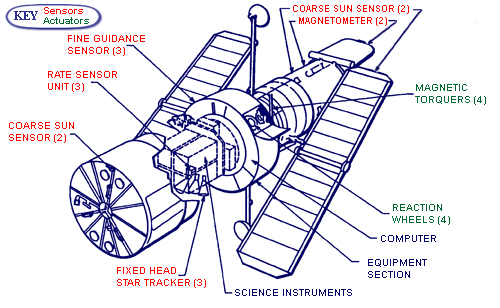 KEY
Sensors
Actuators
COARSE SUN SENSOR (2)
MAGNETOMETER (2)
FINE GUIDANCE
SENSOR (3)
RATE SENSOR
UNIT (3)
MAGNETIC
TORQUERS (4)
COARSE SUN
SENSOR (2)
REACTION
WHEELS (4)
COMPUTER
EQUIPMENT
SECTION
FIXED HEAD
STAR TRACKER (3)
SCIENCE INSTRUMENTS